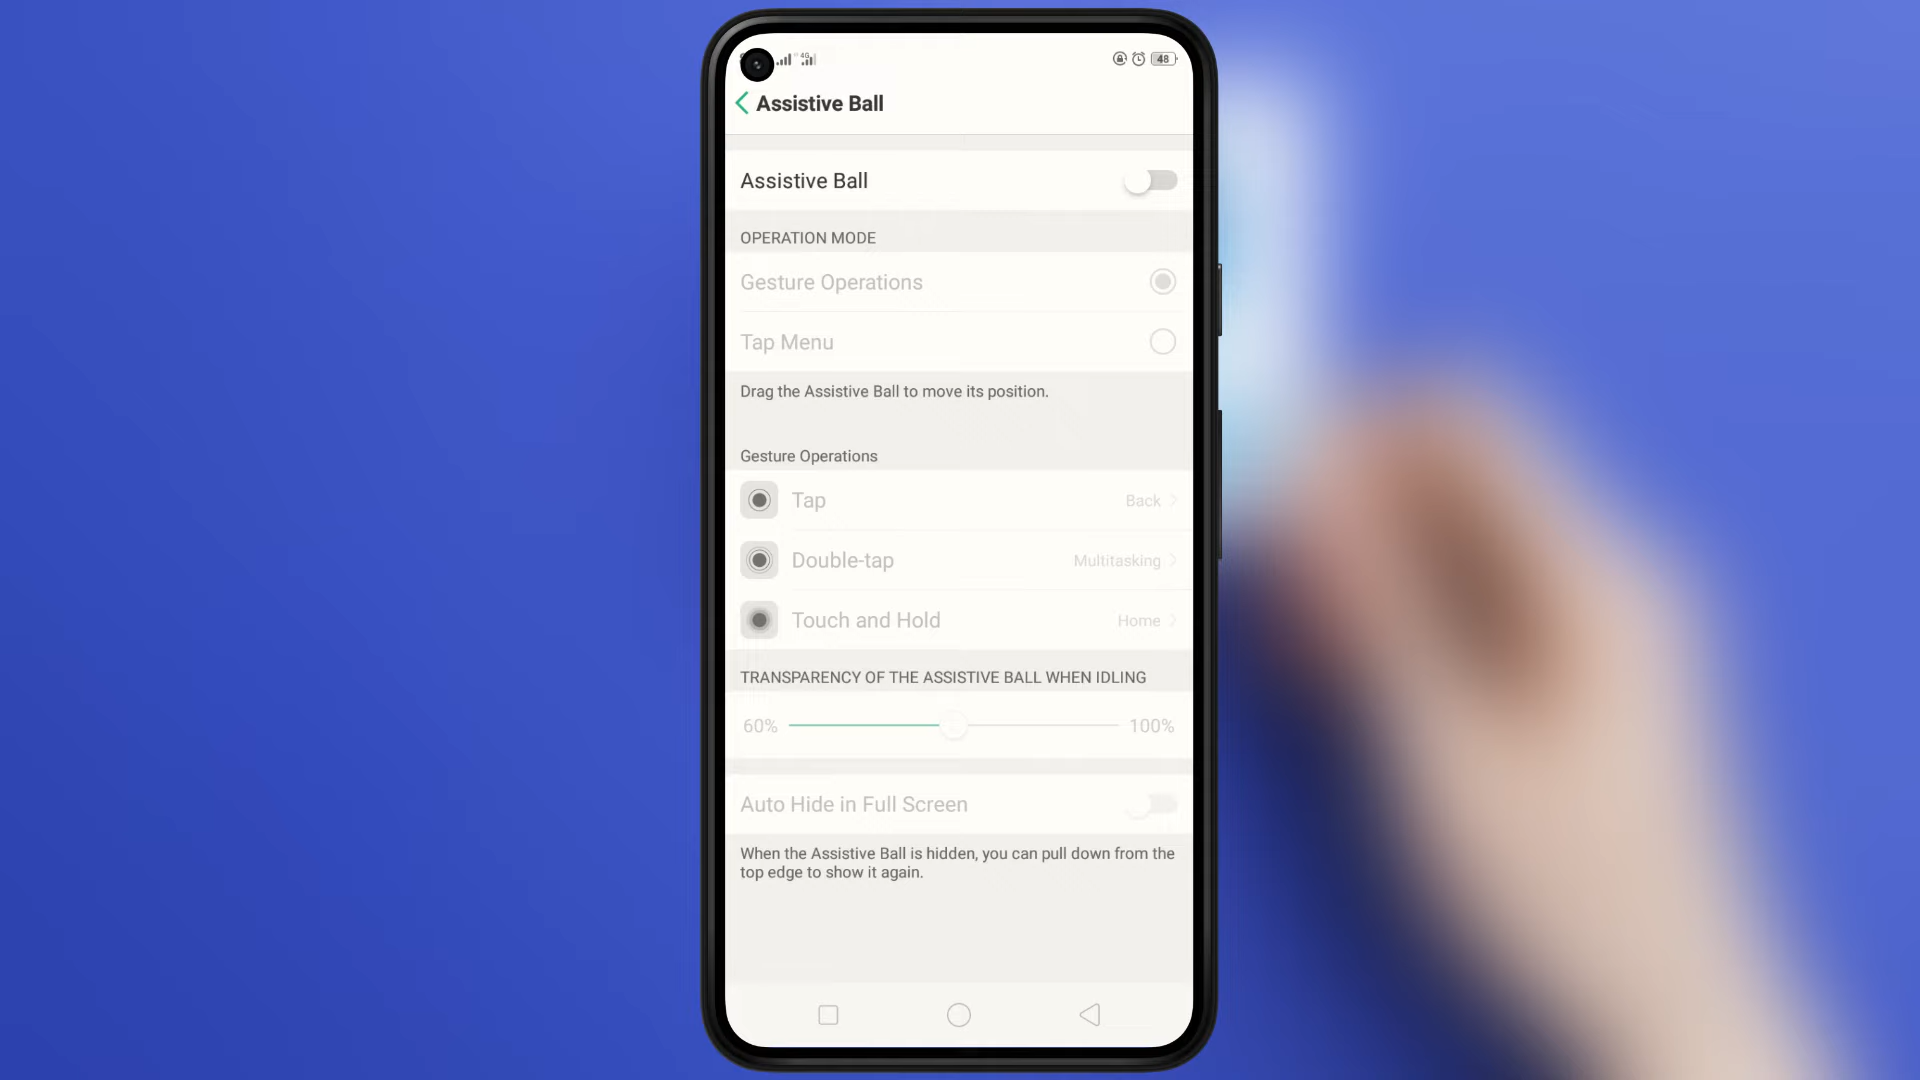 4G
48
Assistive Ball
Assistive Ball
OPERATION MODE
Gesture Operations
Tap Menu
Drag the Assistive Ball to move its position.
Gesture Operations
Tap Back
Double-tap Multitasking
Touch and Hold Home
TRANSPARENCY OF THE ASSISTIVE BALL WHEN IDLING
60% 100%
Auto Hide in Full Screen
When the Assistive Ball is hidden, you can pull down from the
top edge to show it again.